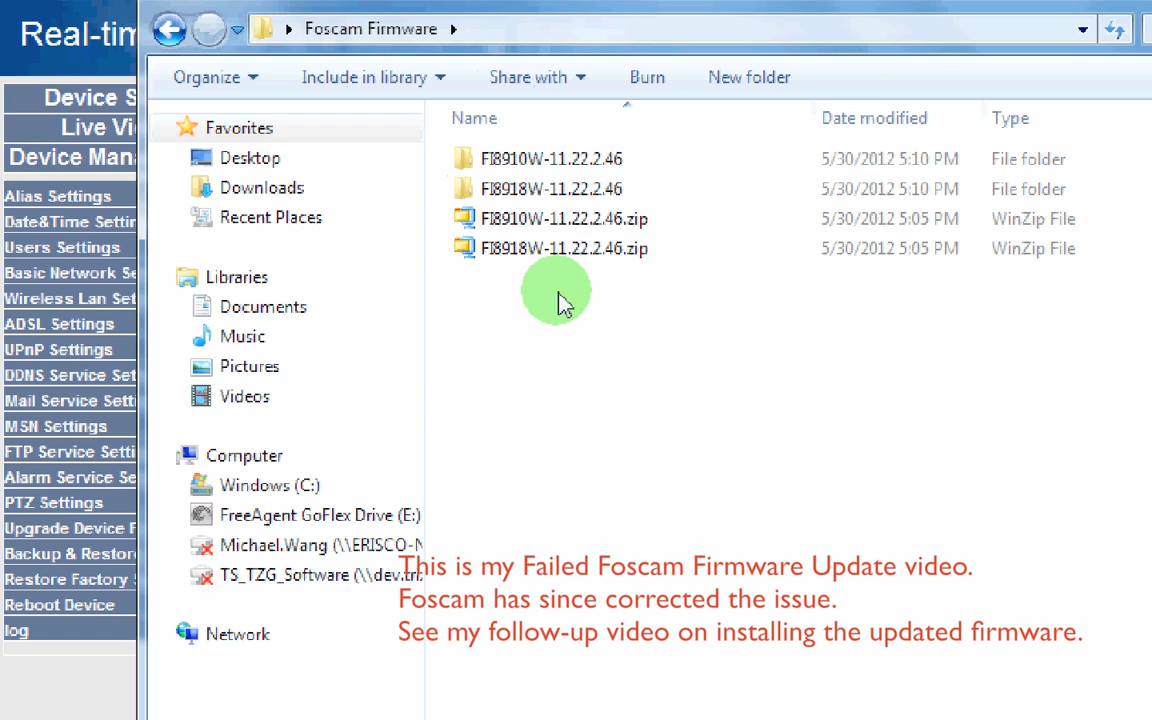 Real-tim
Foscam Firmware
Organize
Include in library
Share with
Burn
New folder
Device S
Live Vi
Device Mana
Alias Settings
Date&Time Settin
Users Settings
Basic Network Se
Wireless Lan Set
ADSL Settings
UPnP Settings
DDNS Service Set
Mail Service Setti
MSN Settings
FTP Service Setti
Alarm Service Se
PTZ Settings
Upgrade Device F
Backup & Restor
Restore Factory
Reboot Device
log
Favorites
Desktop
Downloads
Recent Places
Libraries
Documents
Music
Pictures
Videos
Computer
Windows (C:)
FreeAgent GoFlex Drive (E:)
Michael.Wang (\\ERISCO-N
TS_TZG_Software (\\dev.tri
Network
Name Date modified Type
FI8910W-11.22.2.46 5/30/2012 5:10 PM File folder
FI8918W-11.22.2.46 5/30/2012 5:10 PM File folder
FI8910W-11.22.2.46.zip 5/30/2012 5:05 PM WinZip File
FI8918W-11.22.2.46.zip 5/30/2012 5:05 PM WinZip File
This is my Failed Foscam Firmware Update video.
Foscam has since corrected the issue.
See my follow-up video on installing the updated firmware.